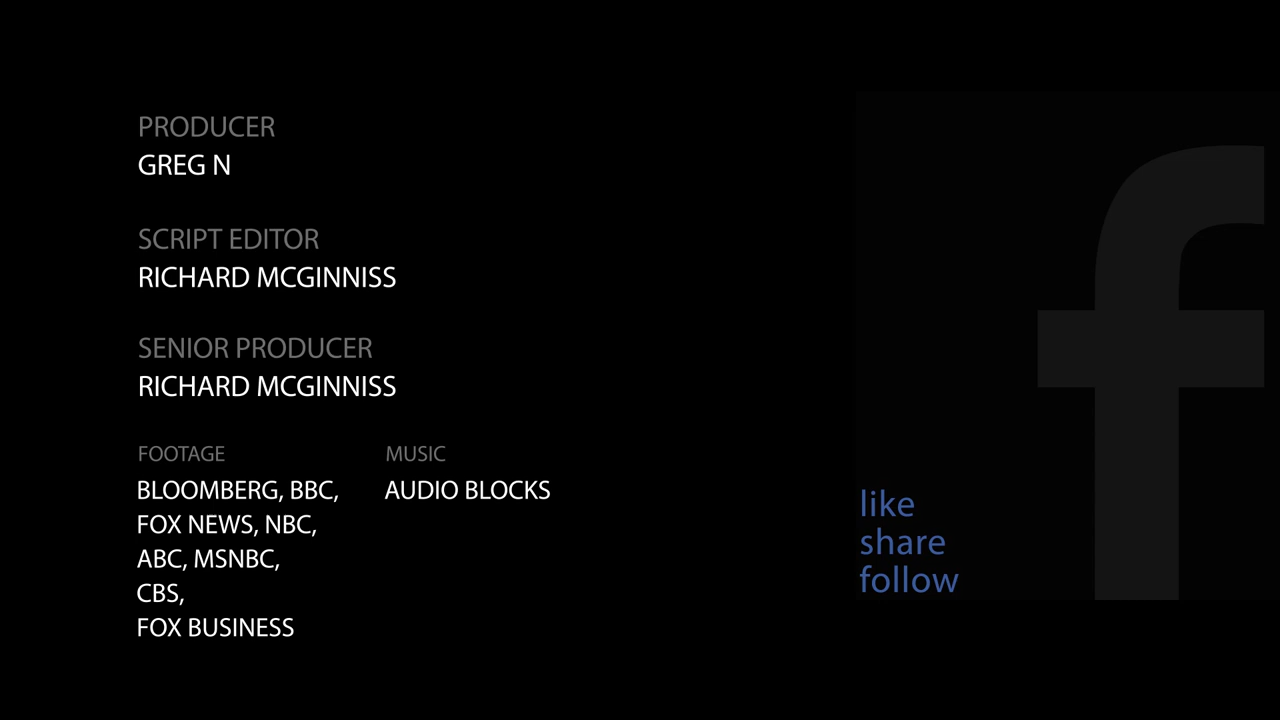 PRODUCER
GREG N
SCRIPT EDITOR
RICHARD MCGINNISS
SENIOR PRODUCER
RICHARD MCGINNISS
FOOTAGE
BLOOMBERG, BBC,
FOX NEWS, NBC,
ABC, MSNBC,
CBS,
FOX BUSINESS
MUSIC
AUDIO BLOCKS
like
share
follow